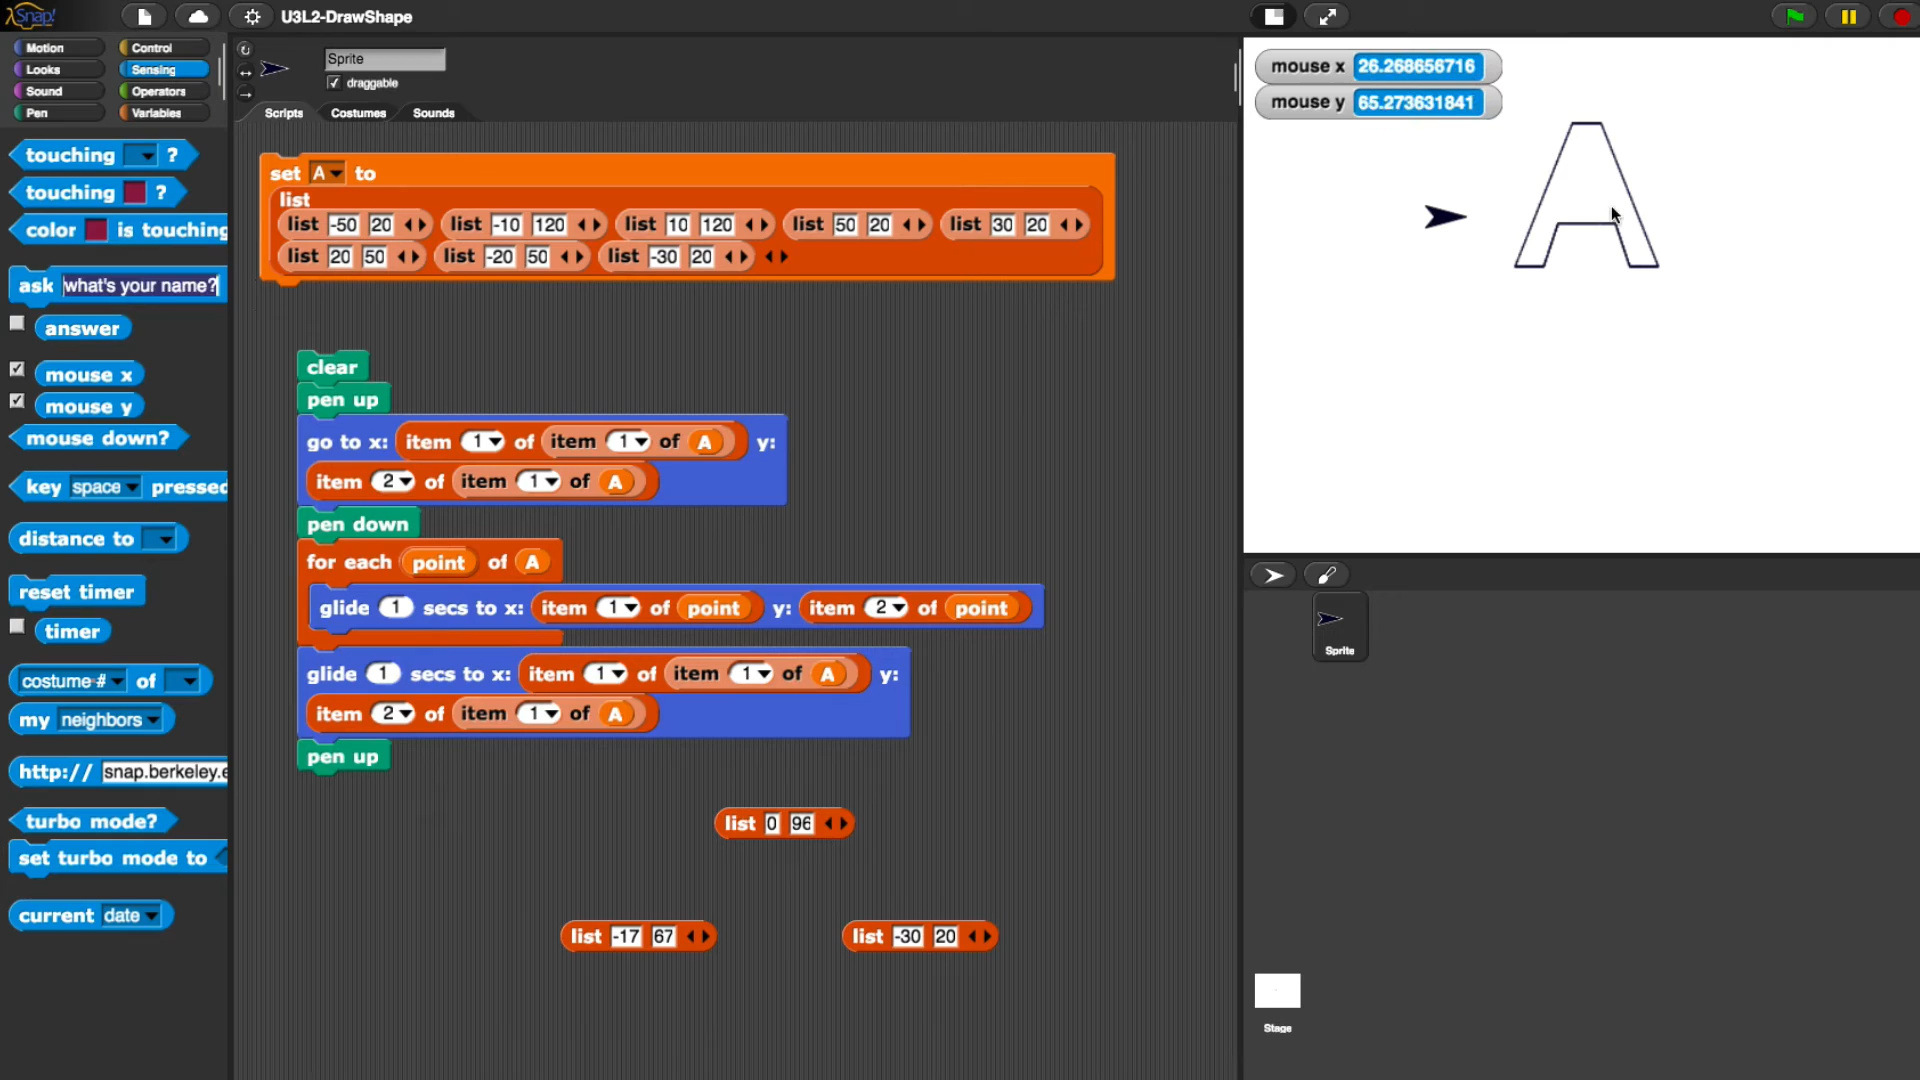 Snap!
U3L2-DrawShape
Motion Control
Looks Sensing
Sound Operators
Pen Variables
Sprite
draggable
Scripts Costumes Sounds
touching ?
touching ?
color is touching
ask what's your name?
answer
mouse x
mouse y
mouse down?
key space pressed
distance to
reset timer
timer
costume # of
my neighbors
http:// snap.berkeley.e
turbo mode?
set turbo mode to
current date
set A to
list
list -50 20 list -10 120 list 10 120 list 50 20 list 30 20
list 20 50 list -20 50 list -30 20
clear
pen up
go to x: item 1 of item 1 of A y:
item 2 of item 1 of A
pen down
for each point of A
glide 1 secs to x: item 1 of point y: item 2 of point
glide 1 secs to x: item 1 of item 1 of A y:
item 2 of item 1 of A
pen up
list 0 96
list -17 67 list -30 20
mouse x 26.268656716
mouse y 65.273631841
Sprite
Stage